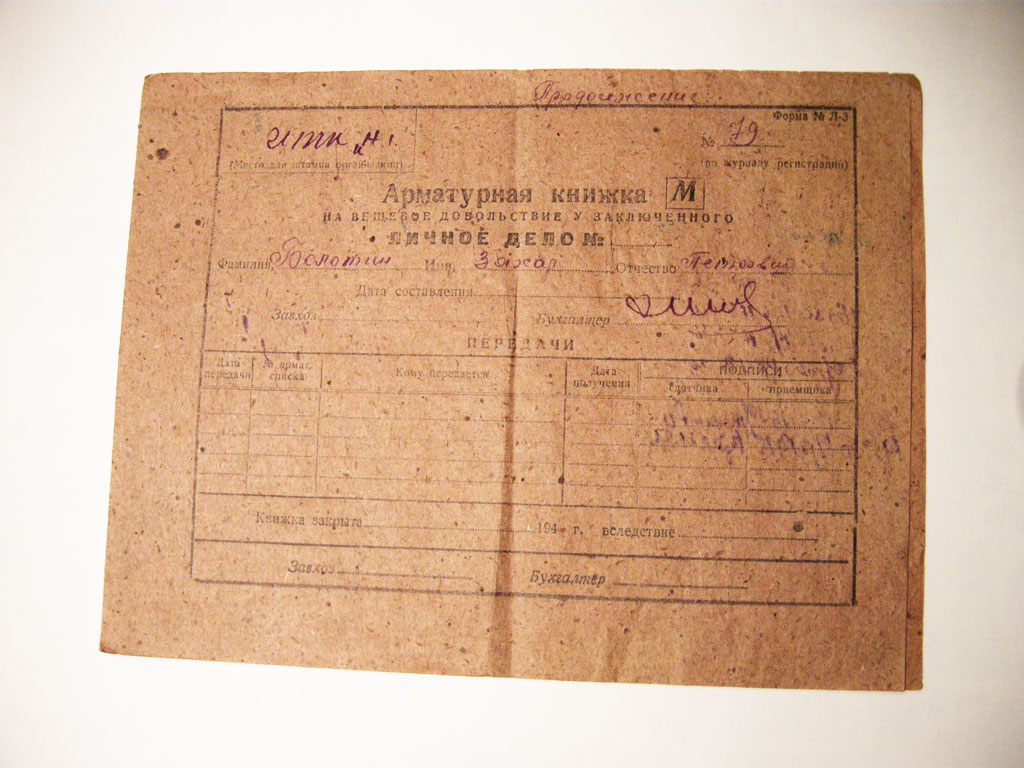 Продолжение
Форма № Л-3
ИТК № 1
№ 79
(Место для штампа организации)
(по журналу регистрации)
Арматурная книжка М
НА ВЕЩЕВОЕ ДОВОЛЬСТВИЕ У ЗАКЛЮЧЕННОГО
ЛИЧНОЕ ДЕЛО №
Фамилия Болотин Имя Захар Отчество Петрович
Дата составления
Завхоз Бухгалтер
ПЕРЕДАЧИ
Дата передачи № армат. списка Кому передается Дата получения ПОДПИСИ
сдатчика приемщика
Книжка закрыта 194 г. вследствие
Завхоз Бухгалтер